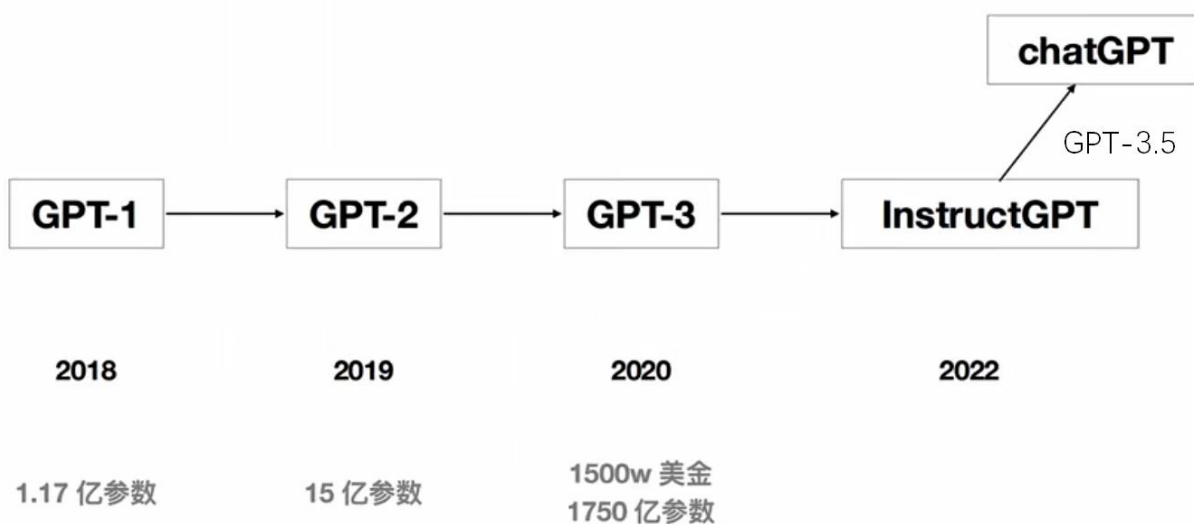 chatGPT
GPT-3.5
GPT-1
GPT-2
GPT-3
InstructGPT
2018
2019
2020
2022
1.17 亿参数
15 亿参数
1500w 美金
1750 亿参数